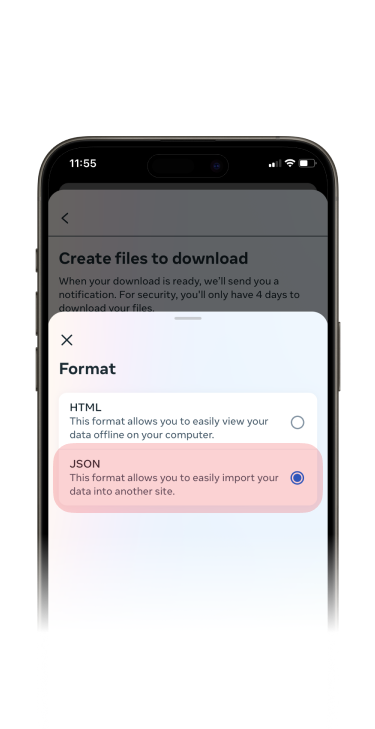 11:55
Create files to download
When your download is ready, we'll send you a
notification. For security, you'll only have 4 days to
download your files.
Format
HTML
This format allows you to easily view your
data offline on your computer.
JSON
This format allows you to easily import your
data into another site.